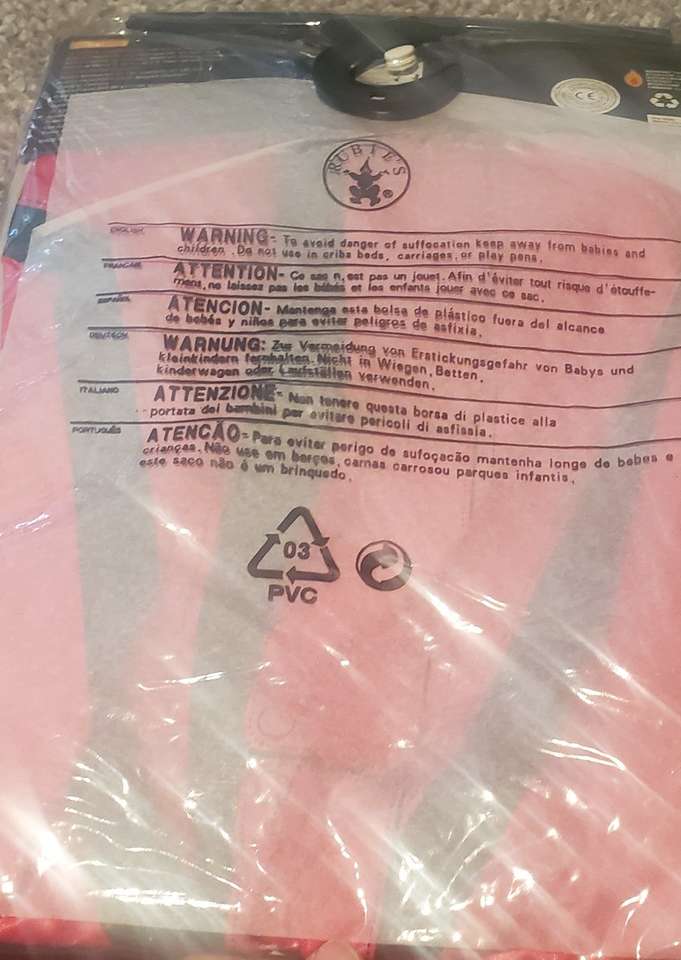 CE
RUBIE'S
®
ENGLISH
WARNING- To avoid danger of suffocation keep away from babies and
children. Do not use in cribs beds, carriages, or play pens.
FRANCAIS
ATTENTION- Ce sas n,est pas un jouet. Afin d'éviter tout risque d'étouffe-
ment, ne laissez pas les bébés et les enfants jouer avec ce sac.
ESPAÑOL
ATENCION- Mantenga esta bolsa de plástico fuera del alcance
de bebés y niños para evitar peligros de asfixia.
DEUTSCH
WARNUNG: Zur Vermeidung von Erstickungsgefahr von Babys und
kleinkindern fernhalten. Nicht in Wiegen, Betten,
kinderwagen oder Laufställen verwenden.
ITALIANO
ATTENZIONE- Non tenere questa borsa di plastice alla
portata dei bambini per evitare pericoli di asfissia.
PORTUGUÊS
ATENCÃO- Para eviter perigo de sufoçacão mantenha longe de bebes e
crianças. Não use em berços, camas carrosou parques infantis,
este saco não é um brinquedo.
03
PVC